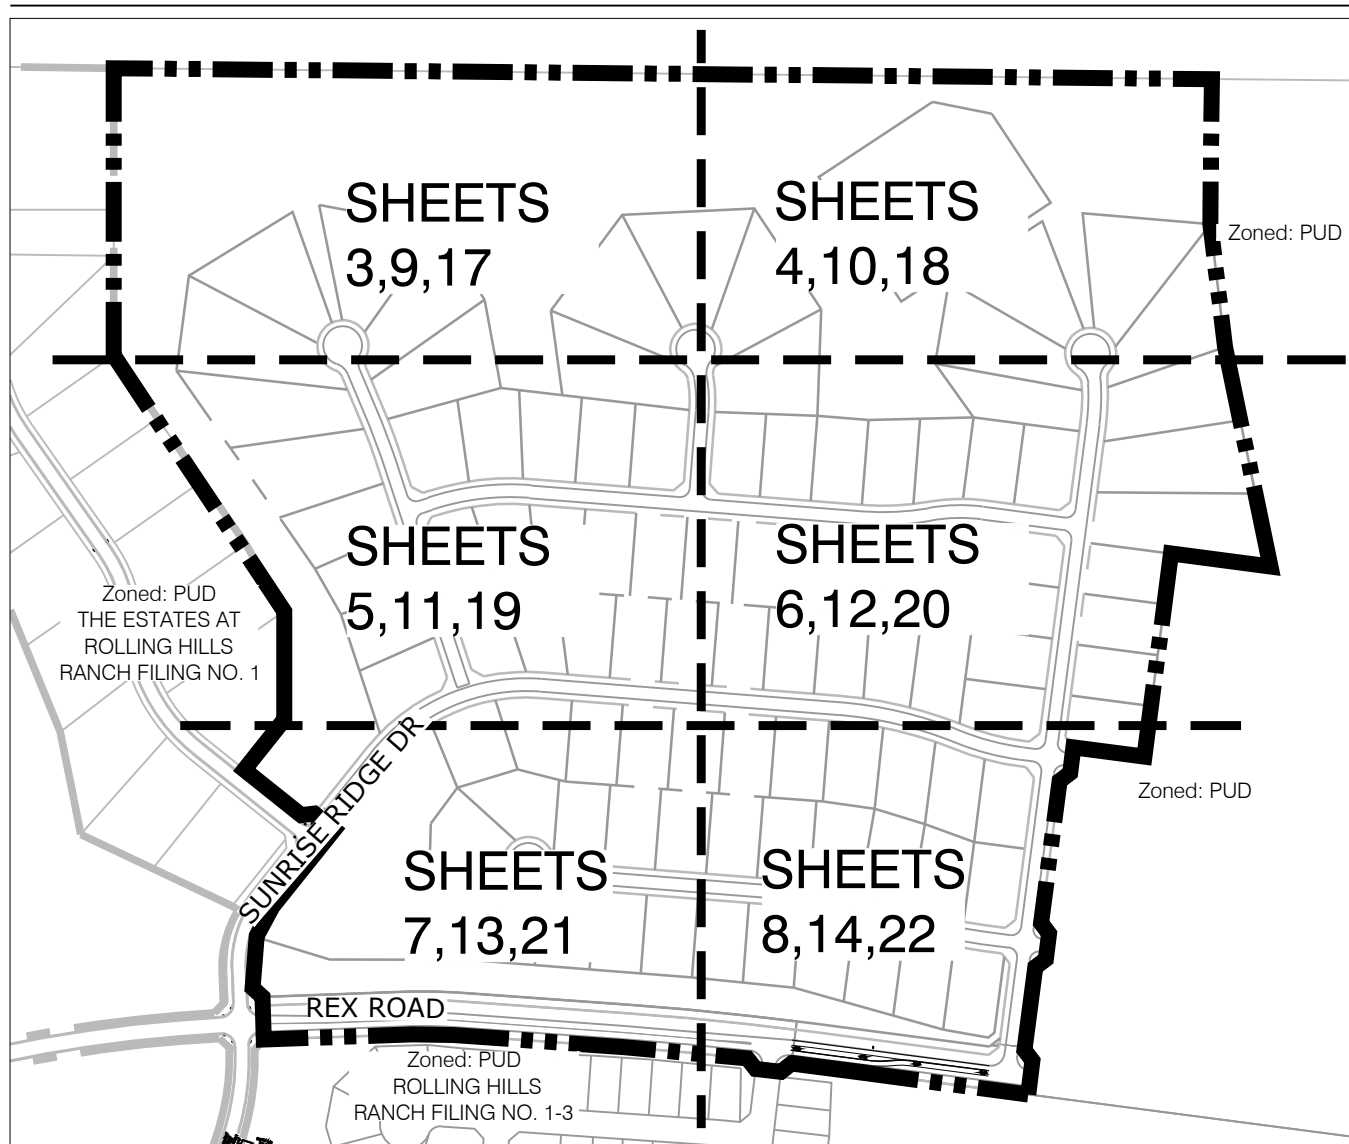 SHEETS
3,9,17
SHEETS
4,10,18
Zoned: PUD
SHEETS
5,11,19
SHEETS
6,12,20
Zoned: PUD
THE ESTATES AT
ROLLING HILLS
RANCH FILING NO. 1
SUNRISE RIDGE DR
Zoned: PUD
SHEETS
7,13,21
SHEETS
8,14,22
REX ROAD
Zoned: PUD
ROLLING HILLS
RANCH FILING NO. 1-3